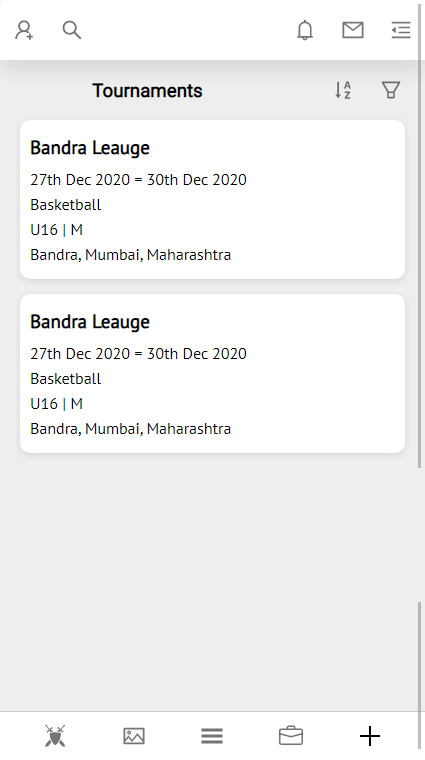 Tournaments
A
Z
Bandra Leauge
27th Dec 2020 = 30th Dec 2020
Basketball
U16 | M
Bandra, Mumbai, Maharashtra
Bandra Leauge
27th Dec 2020 = 30th Dec 2020
Basketball
U16 | M
Bandra, Mumbai, Maharashtra